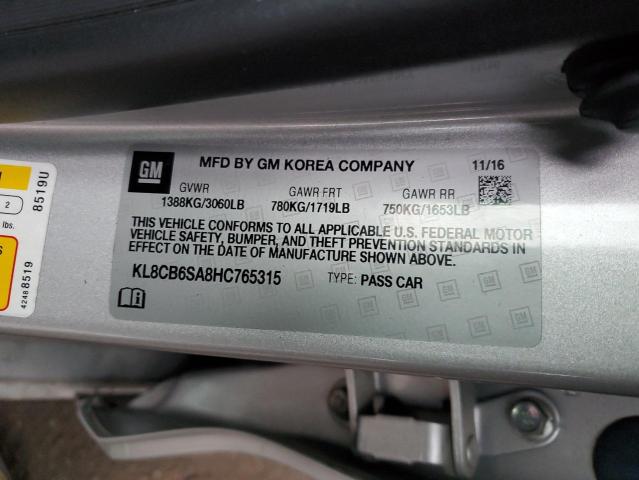 GM
MFD BY GM KOREA COMPANY 11/16
GVWR GAWR FRT GAWR RR
1388KG/3060LB 780KG/1719LB 750KG/1653LB
THIS VEHICLE CONFORMS TO ALL APPLICABLE U.S. FEDERAL MOTOR
VEHICLE SAFETY, BUMPER, AND THEFT PREVENTION STANDARDS IN
EFFECT ON THE DATE OF MANUFACTURE SHOWN ABOVE.
KL8CB6SA8HC765315 TYPE: PASS CAR
8519U
2
lbs.
42488519